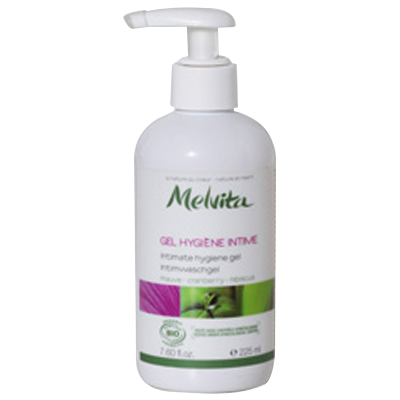 Melvita
GEL HYGIÈNE INTIME
Intimate hygiene gel
Intimwaschgel
mauve - cranberry - hibiscus
BIO
7.60 fl.oz. ℮ 225 ml